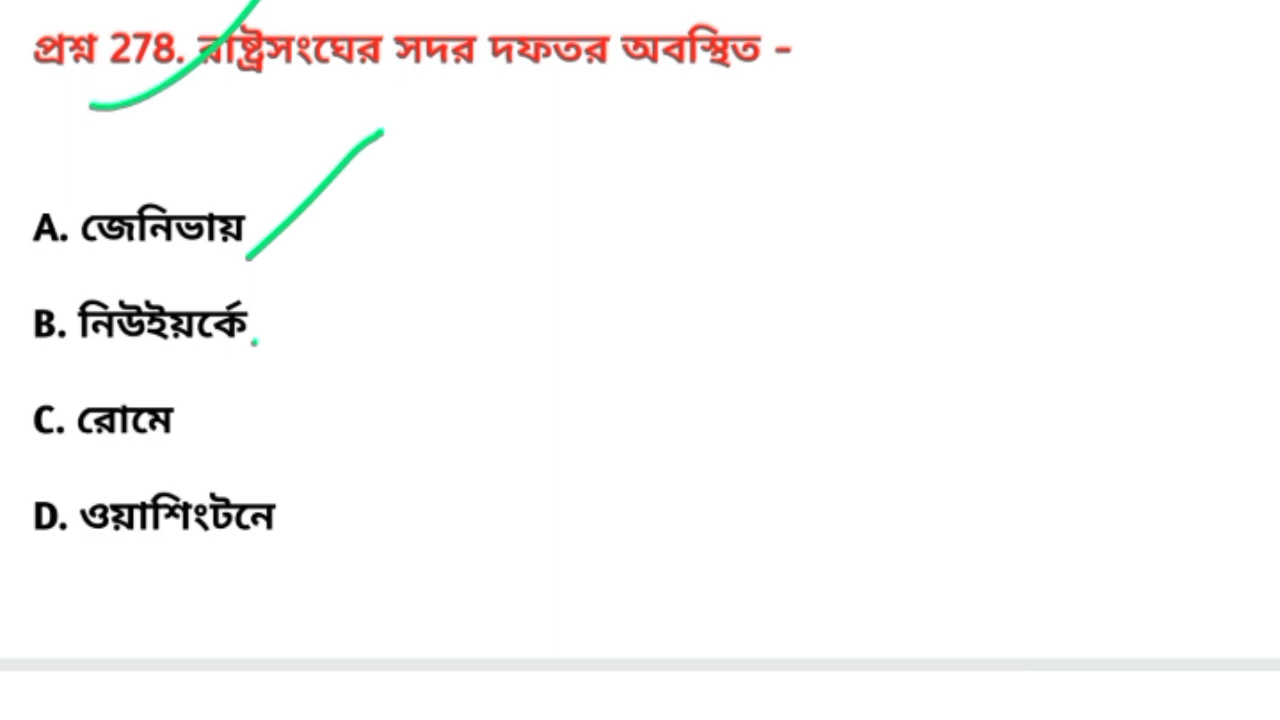 প্রশ্ন 278. রাষ্ট্রসংঘের সদর দফতর অবস্থিত -
A. জেনিভায়
B. নিউইয়র্কে
C. রোমে
D. ওয়াশিংটনে